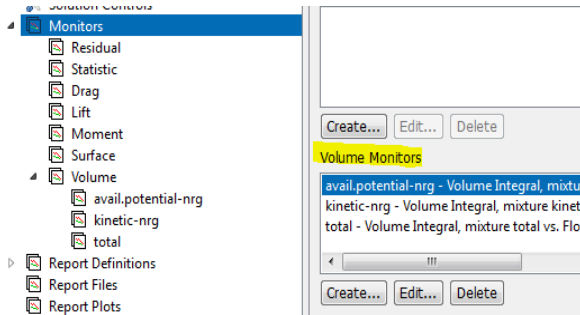 Solution Controls
Monitors
Residual
Statistic
Drag
Lift
Moment
Surface
Volume
avail.potential-nrg
kinetic-nrg
total
Report Definitions
Report Files
Report Plots
Create... Edit... Delete
Volume Monitors
avail.potential-nrg - Volume Integral, mixtu
kinetic-nrg - Volume Integral, mixture kinet
total - Volume Integral, mixture total vs. Flo
Create... Edit... Delete